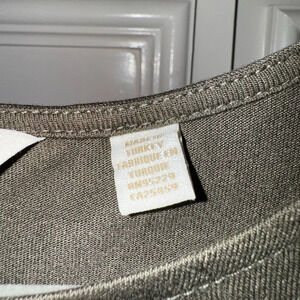 MADE IN
TURKEY
FABRIQUE EN
TURQUIE
RN95229
CA25859